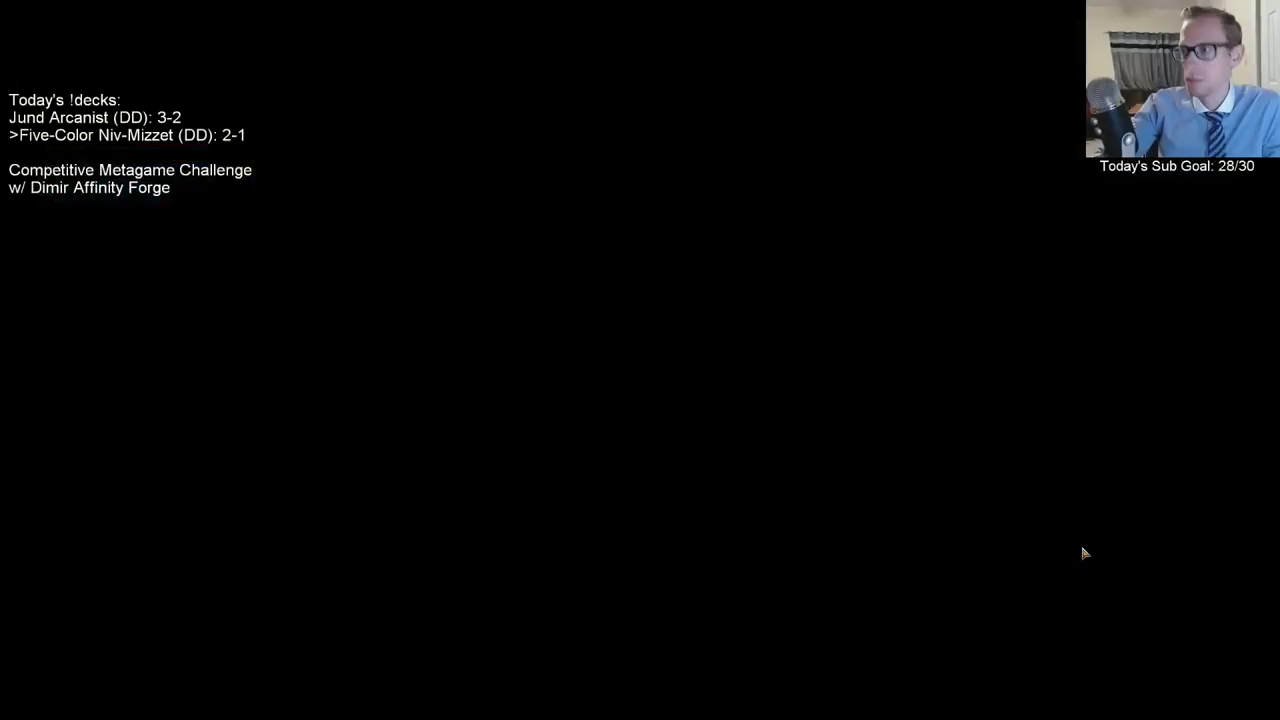 Today's !decks:
Jund Arcanist (DD): 3-2
>Five-Color Niv-Mizzet (DD): 2-1
Competitive Metagame Challenge
w/ Dimir Affinity Forge
Today's Sub Goal: 28/30